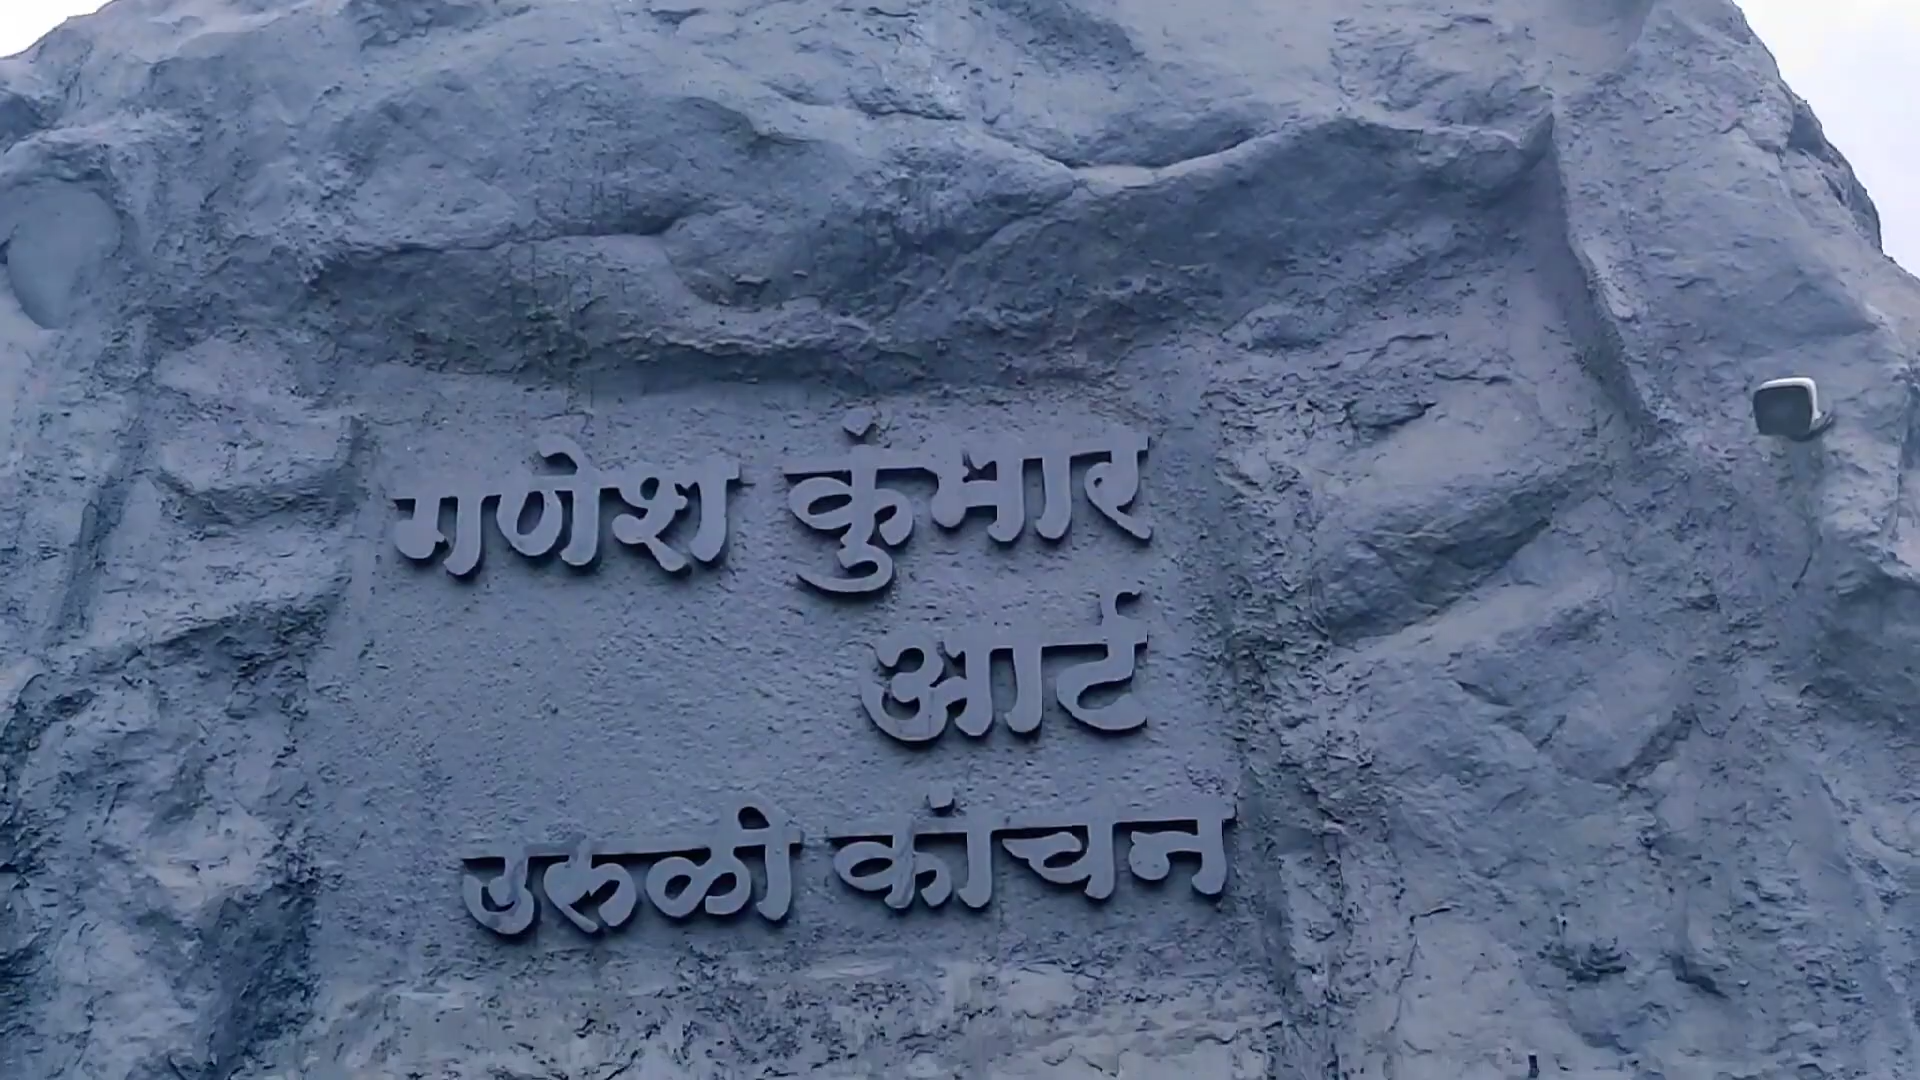 गणेश कुंमार
आर्ट
उरुळी कांचन